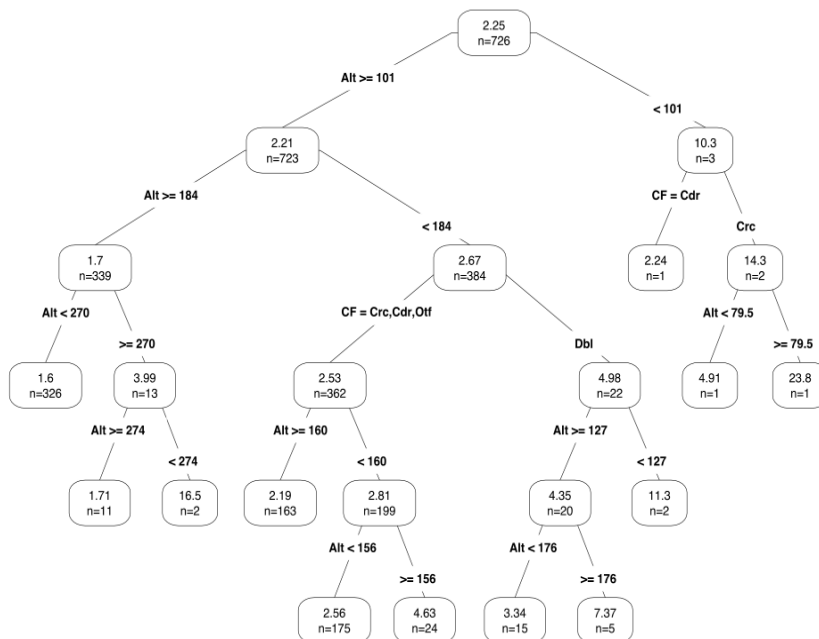 2.25
n=726
Alt >= 101
< 101
2.21
n=723
10.3
n=3
Alt >= 184
< 184
CF = Cdr
Crc
1.7
n=339
2.67
n=384
2.24
n=1
14.3
n=2
Alt < 270
>= 270
CF = Crc,Cdr,Otf
Dbl
Alt < 79.5
>= 79.5
1.6
n=326
3.99
n=13
2.53
n=362
4.98
n=22
4.91
n=1
23.8
n=1
Alt >= 274
< 274
Alt >= 160
< 160
Alt >= 127
< 127
1.71
n=11
16.5
n=2
2.19
n=163
2.81
n=199
4.35
n=20
11.3
n=2
Alt < 156
>= 156
Alt < 176
>= 176
2.56
n=175
4.63
n=24
3.34
n=15
7.37
n=5